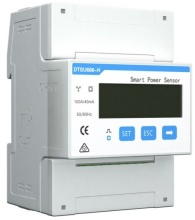 DTSU666-H
Smart Power Sensor
100A/40mA
50/60Hz
SET
ESC